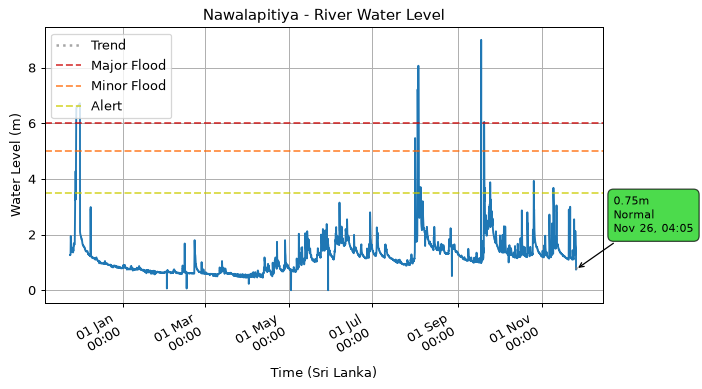 Nawalapitiya - River Water Level
Trend
Major Flood
Minor Flood
Alert
Water Level (m)
8
6
4
2
0
0.75m
Normal
Nov 26, 04:05
01 Jan
00:00
01 Mar
00:00
01 May
00:00
01 Jul
00:00
01 Sep
00:00
01 Nov
00:00
Time (Sri Lanka)